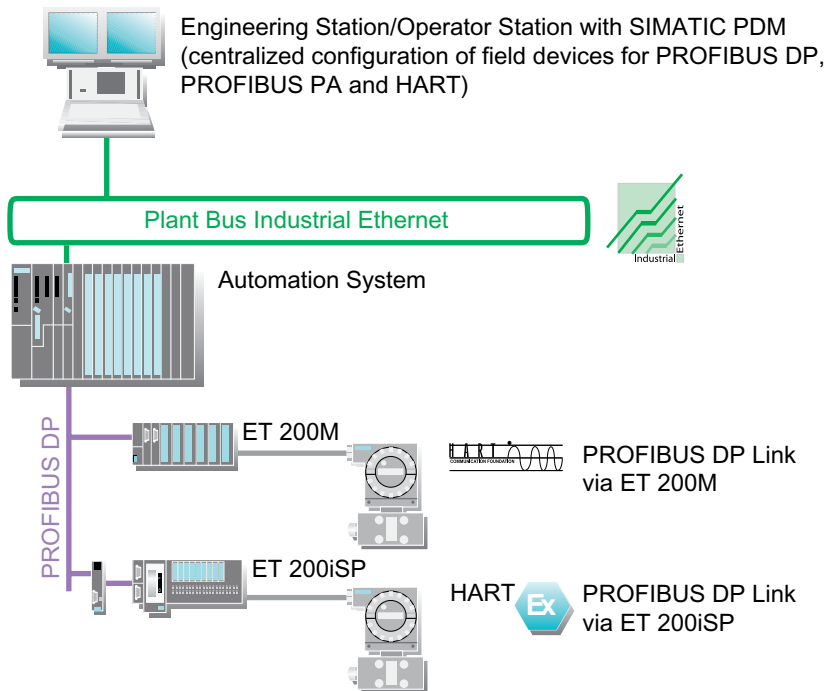 Engineering Station/Operator Station with SIMATIC PDM
(centralized configuration of field devices for PROFIBUS DP,
PROFIBUS PA and HART)
Plant Bus Industrial Ethernet
Industrial
Ethernet
Automation System
PROFIBUS DP
ET 200M
HART
COMMUNICATION FOUNDATION
PROFIBUS DP Link
via ET 200M
ET 200iSP
HART
Ex
PROFIBUS DP Link
via ET 200iSP